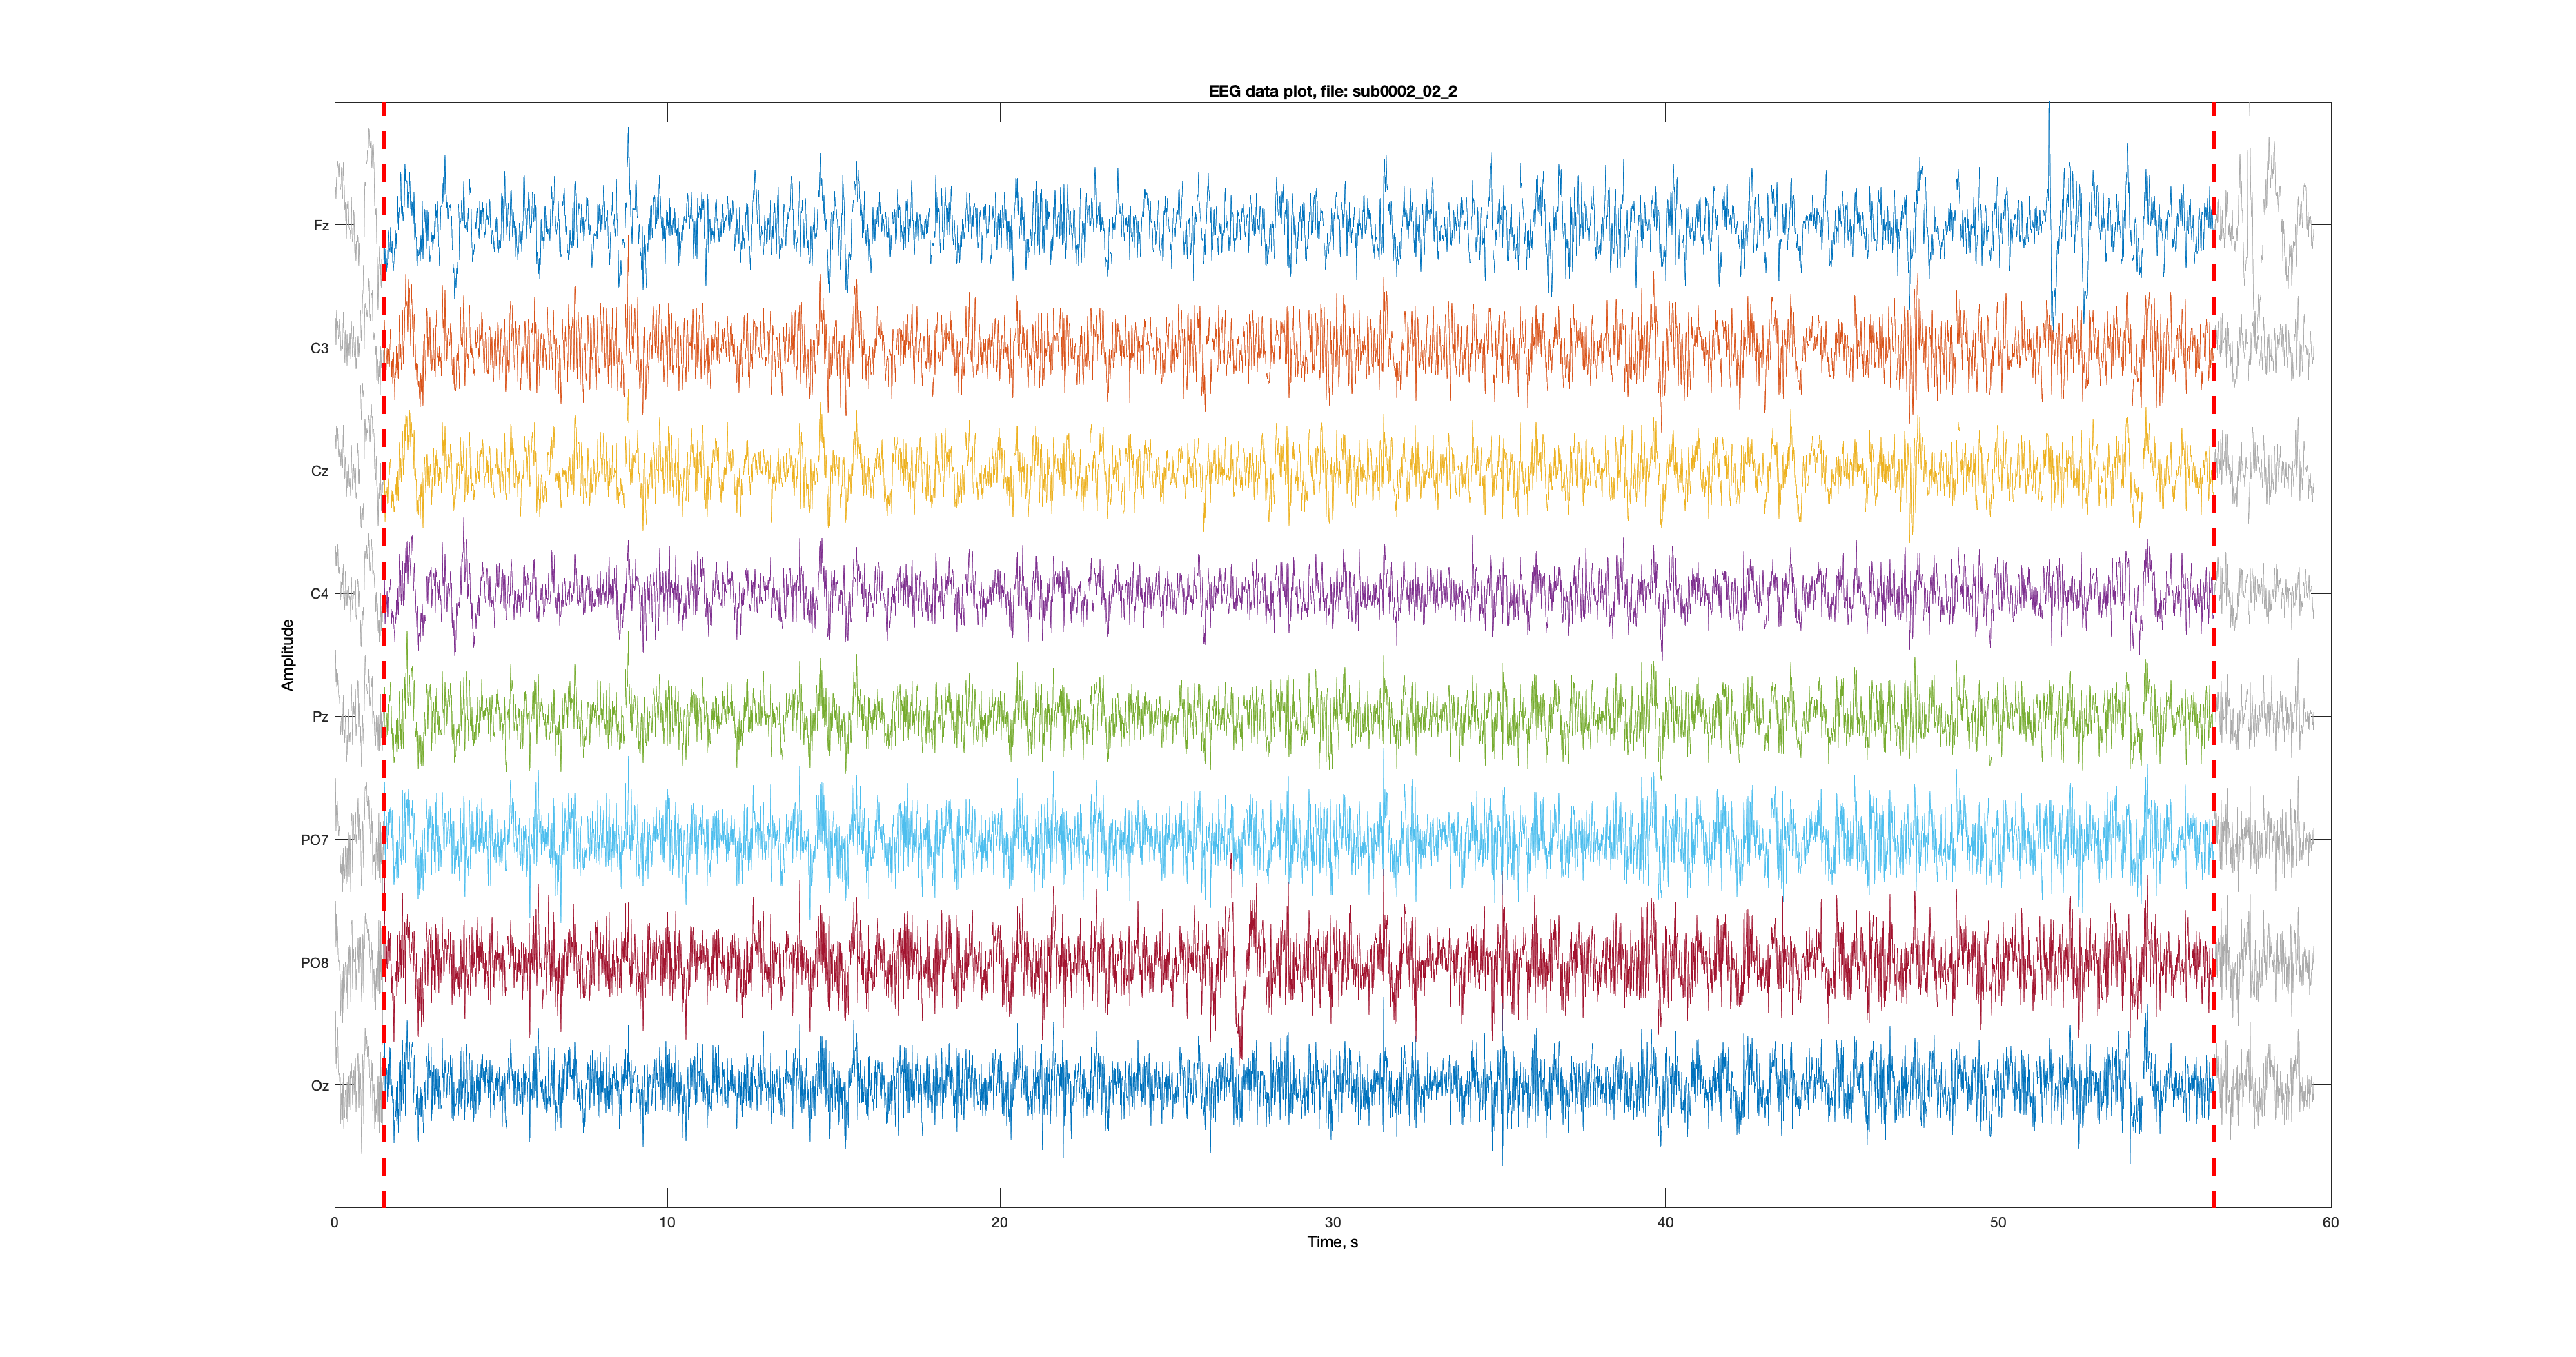 EEG data plot, file: sub0002_02_2
Amplitude
Fz
C3
Cz
C4
Pz
PO7
PO8
Oz
0 10 20 30 40 50 60
Time, s